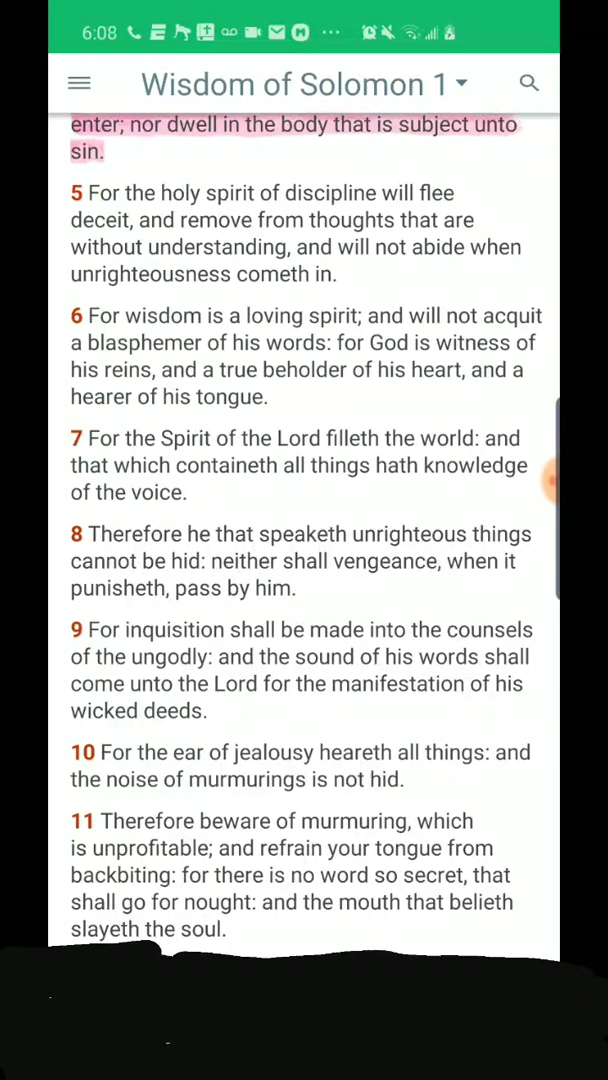 6:08
Wisdom of Solomon 1
enter; nor dwell in the body that is subject unto
sin.
5 For the holy spirit of discipline will flee
deceit, and remove from thoughts that are
without understanding, and will not abide when
unrighteousness cometh in.
6 For wisdom is a loving spirit; and will not acquit
a blasphemer of his words: for God is witness of
his reins, and a true beholder of his heart, and a
hearer of his tongue.
7 For the Spirit of the Lord filleth the world: and
that which containeth all things hath knowledge
of the voice.
8 Therefore he that speaketh unrighteous things
cannot be hid: neither shall vengeance, when it
punisheth, pass by him.
9 For inquisition shall be made into the counsels
of the ungodly: and the sound of his words shall
come unto the Lord for the manifestation of his
wicked deeds.
10 For the ear of jealousy heareth all things: and
the noise of murmurings is not hid.
11 Therefore beware of murmuring, which
is unprofitable; and refrain your tongue from
backbiting: for there is no word so secret, that
shall go for nought: and the mouth that belieth
slayeth the soul.